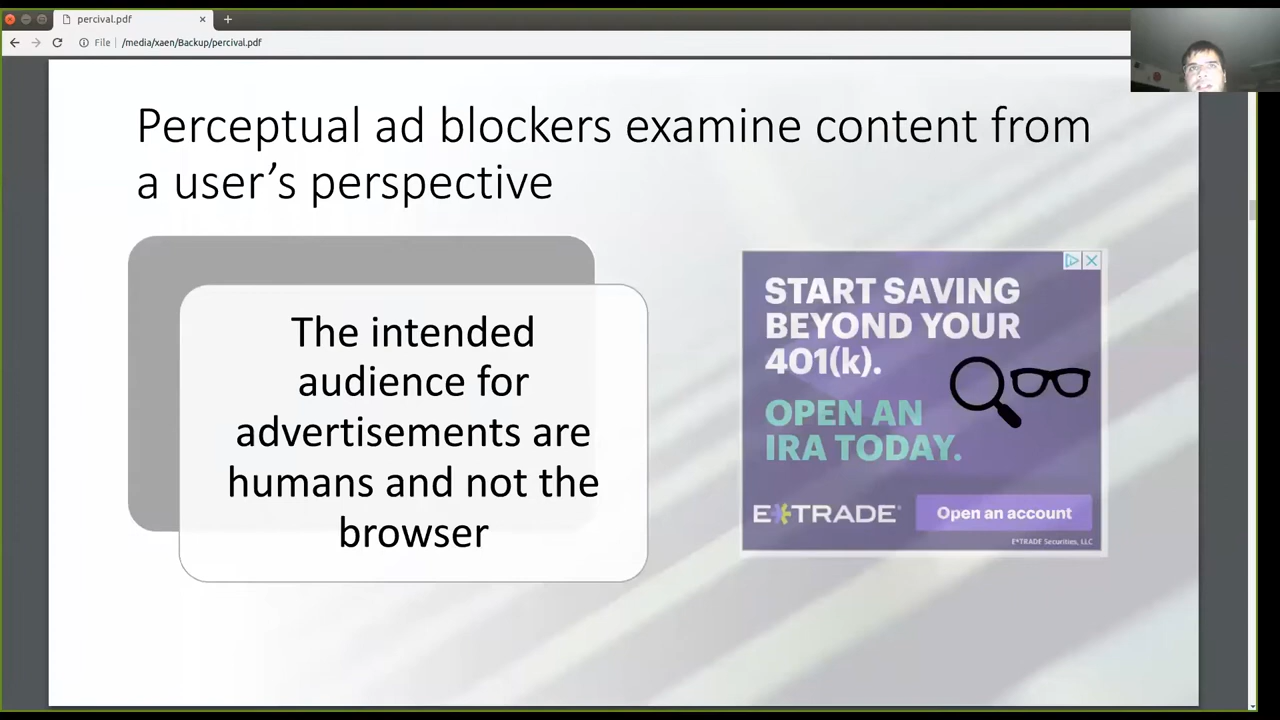 percival.pdf
File
/media/xaen/Backup/percival.pdf
Perceptual ad blockers examine content from
a user’s perspective
The intended
audience for
advertisements are
humans and not the
browser
START SAVING
BEYOND YOUR
401(k).
OPEN AN
IRA TODAY.
E*TRADE
Open an account
E*TRADE Securities, LLC